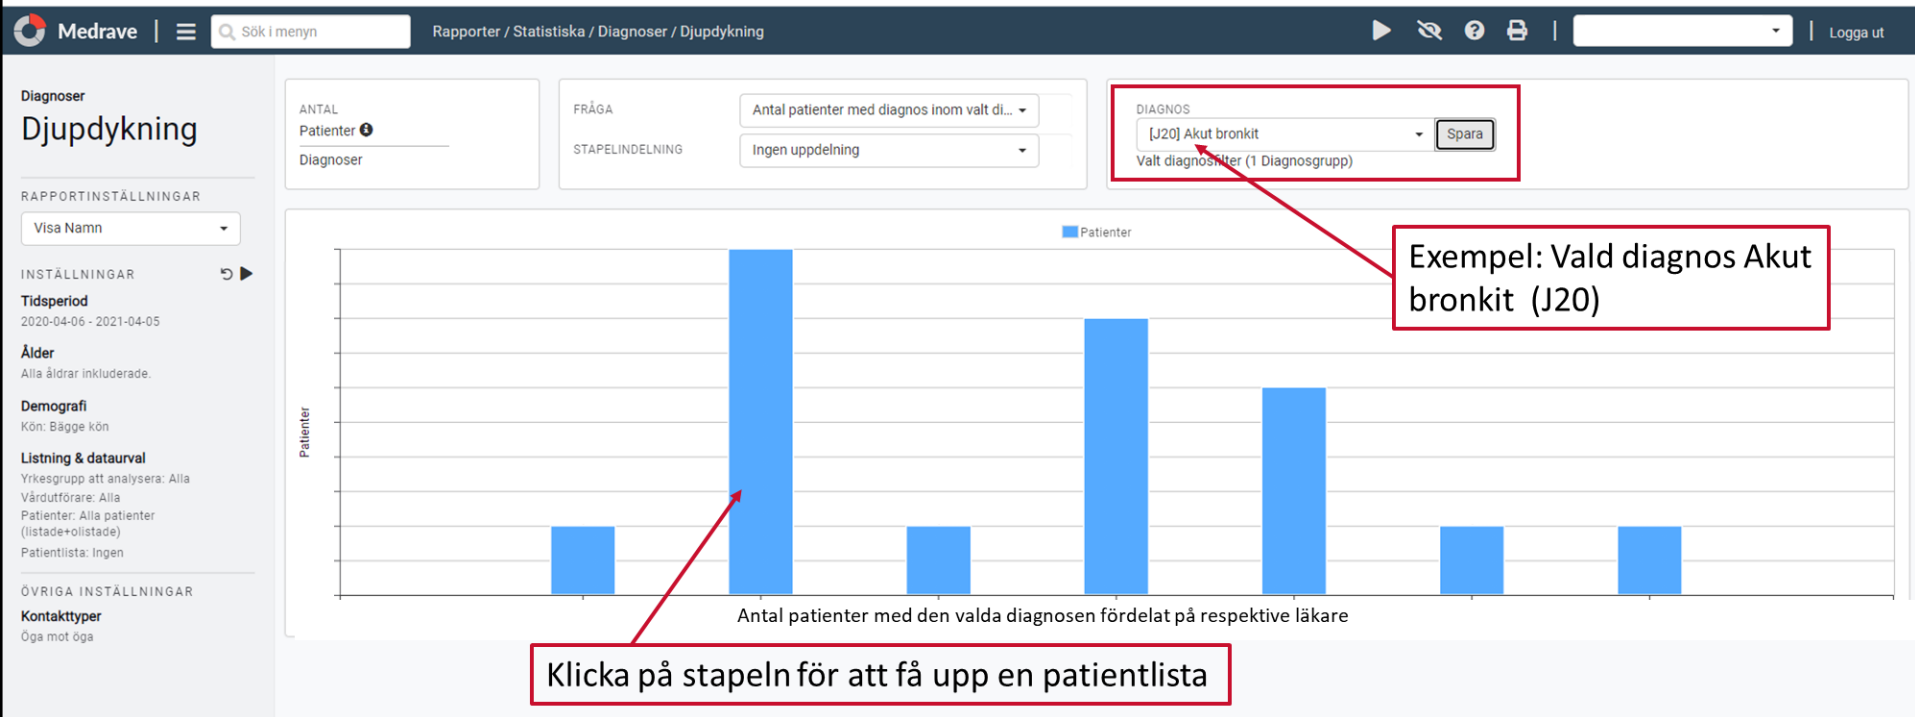 Medrave
Sök i menyn
Rapporter / Statistiska / Diagnoser / Djupdykning
Logga ut
Diagnoser
Djupdykning
RAPPORTINSTÄLLNINGAR
Visa Namn
INSTÄLLNINGAR
Tidsperiod
2020-04-06 - 2021-04-05
Ålder
Alla åldrar inkluderade.
Demografi
Kön: Bägge kön
Listning & dataurval
Yrkesgrupp att analysera: Alla
Vårdutförare: Alla
Patienter: Alla patienter
(listade+olistade)
Patientlista: Ingen
ÖVRIGA INSTÄLLNINGAR
Kontakttyper
Öga mot öga
ANTAL
Patienter
Diagnoser
FRÅGA
Antal patienter med diagnos inom valt di...
STAPELINDELNING
Ingen uppdelning
DIAGNOS
[J20] Akut bronkit
Spara
Valt diagnosfilter (1 Diagnosgrupp)
Patienter
Exempel: Vald diagnos Akut
bronkit (J20)
Patienter
Antal patienter med den valda diagnosen fördelat på respektive läkare
Klicka på stapeln för att få upp en patientlista